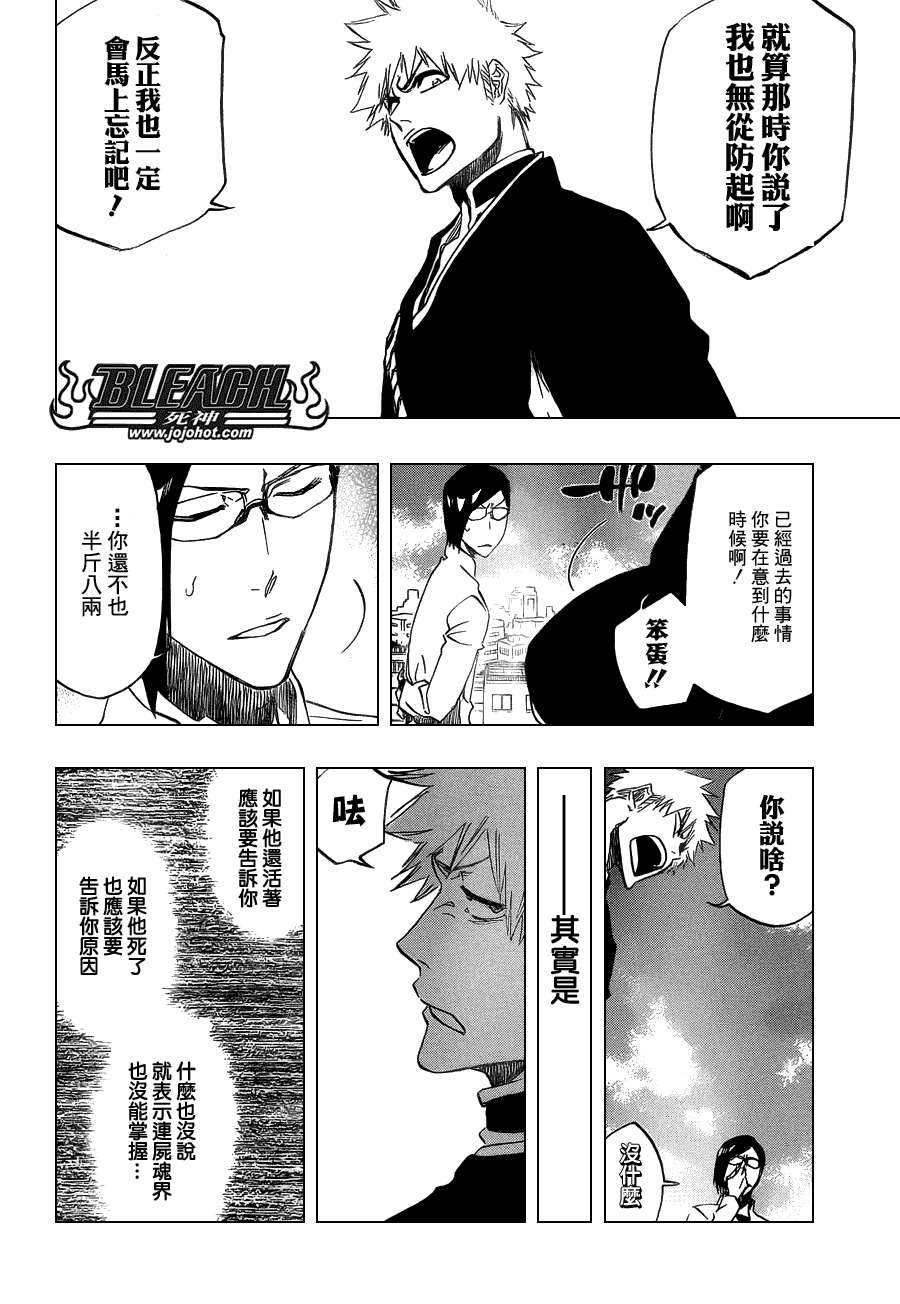 就算那時你說了
我也無從防起啊
反正我也一定
會馬上忘記吧！
BLEACH
死神
www.jojohot.com
已經過去的事情
你要在意到什麼
時候啊！
笨蛋！！
…你還不也
半斤八兩
你說啥？
沒什麼
——其實是
呿
如果他還活著
應該要告訴你
如果他死了
也應該要
告訴你原因
什麼也沒說
就表示連屍魂界
也沒能掌握…